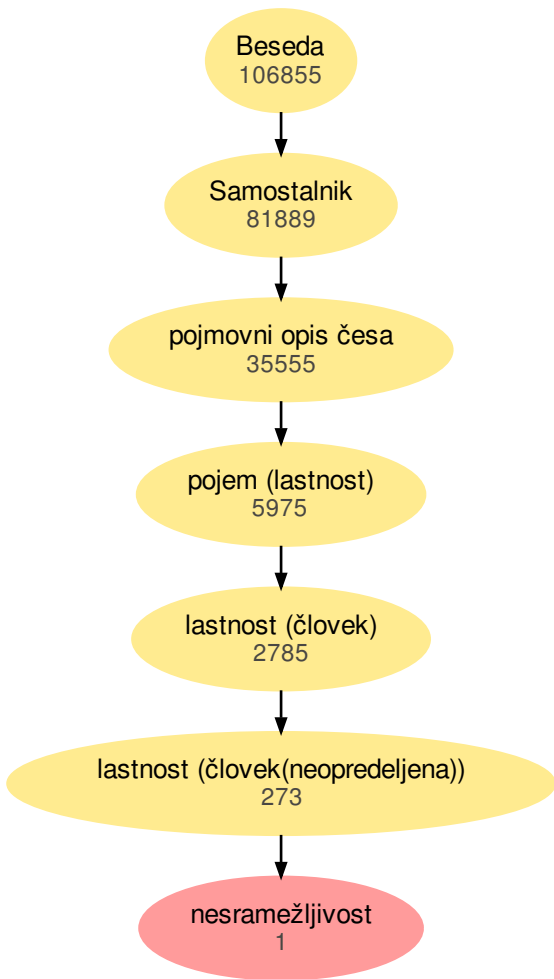 Beseda
106855
Samostalnik
81889
pojmovni opis česa
35555
pojem (lastnost)
5975
lastnost (človek)
2785
lastnost (človek(neopredeljena))
273
nesramežljivost
1